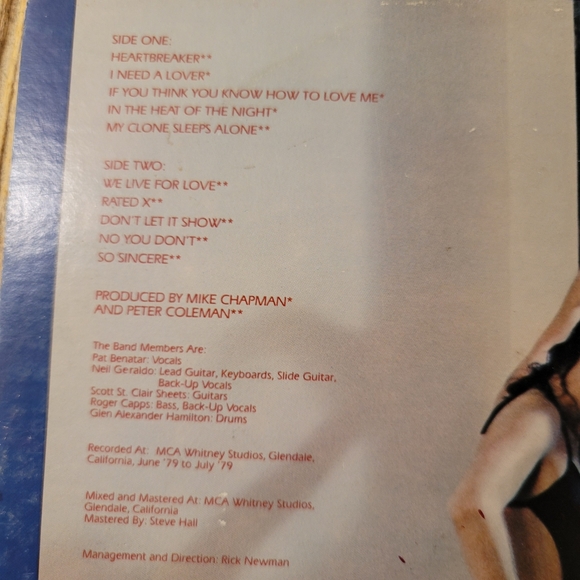 SIDE ONE:
HEARTBREAKER**
I NEED A LOVER*
IF YOU THINK YOU KNOW HOW TO LOVE ME*
IN THE HEAT OF THE NIGHT*
MY CLONE SLEEPS ALONE**
SIDE TWO:
WE LIVE FOR LOVE**
RATED X**
DON'T LET IT SHOW**
NO YOU DON'T**
SO SINCERE**
PRODUCED BY MIKE CHAPMAN*
AND PETER COLEMAN**
The Band Members Are:
Pat Benatar: Vocals
Neil Geraldo: Lead Guitar, Keyboards, Slide Guitar,
Back-Up Vocals
Scott St. Clair Sheets: Guitars
Roger Capps: Bass, Back-Up Vocals
Glen Alexander Hamilton: Drums
Recorded At: MCA Whitney Studios, Glendale,
California, June '79 to July '79
Mixed and Mastered At: MCA Whitney Studios,
Glendale, California
Mastered By: Steve Hall
Management and Direction: Rick Newman